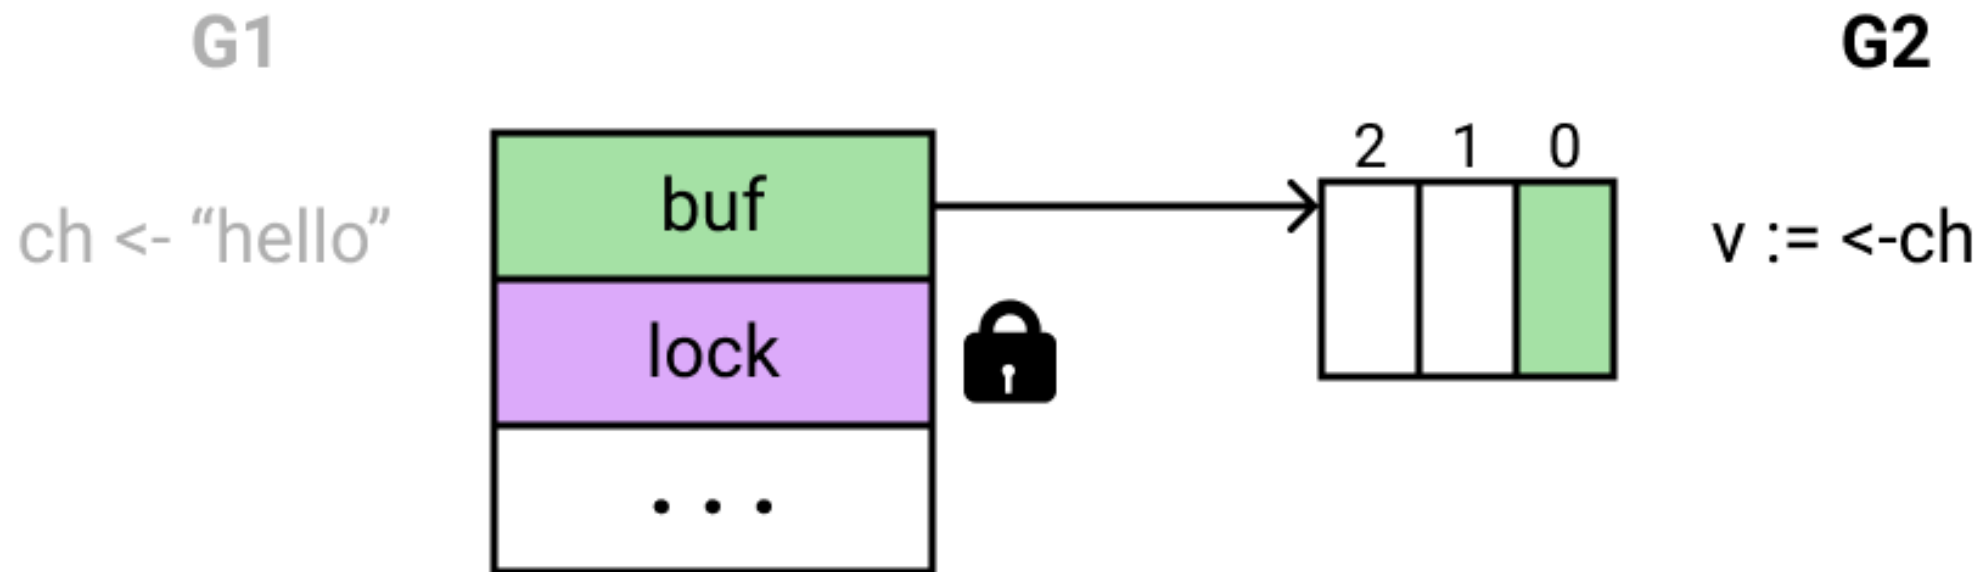 G1
G2
ch <- “hello”
buf
lock
. . .
2 1 0
v := <-ch